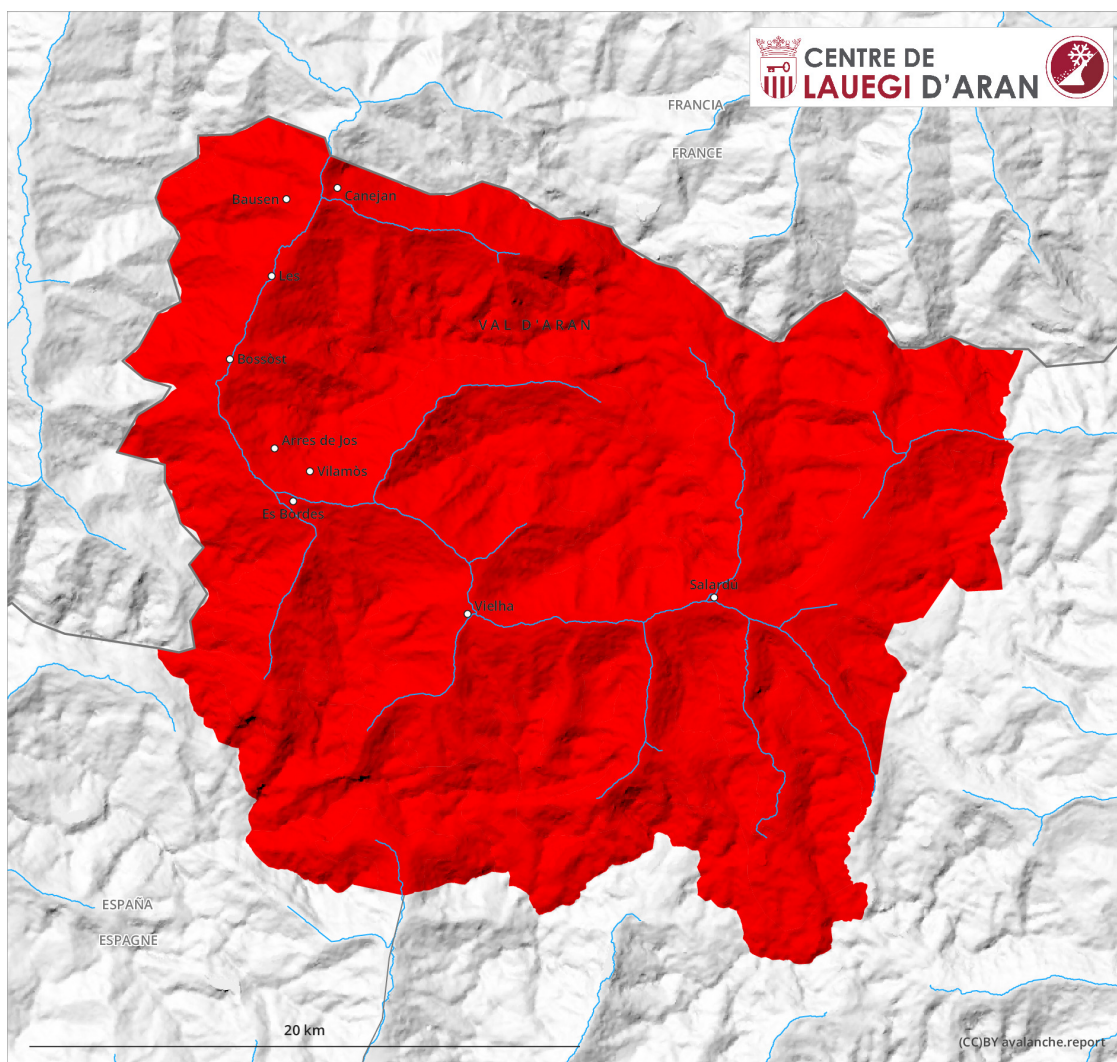 CENTRE DE
LAUEGI D'ARAN
FRANCIA
FRANCE
Canejan
Bausen
Les
VAL D'ARAN
Bossòst
Arres de Jos
Vilamòs
Es Bordes
Salardú
Vielha
ESPAÑA
ESPAGNE
20 km
(CC)BY avalanche.report